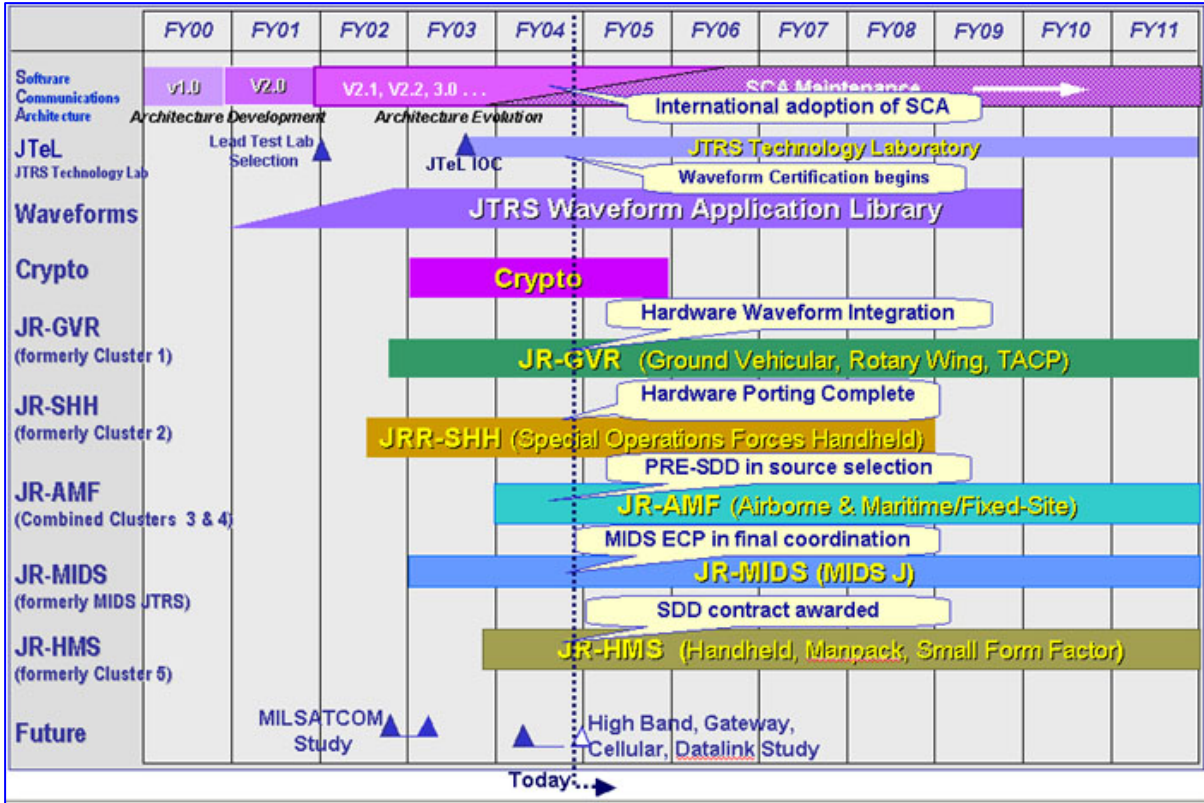 FY00 FY01 FY02 FY03 FY04 FY05 FY06 FY07 FY08 FY09 FY10 FY11
Software
Communications
Architecture
v1.0 V2.0 V2.1, V2.2, 3.0 . . . SCA Maintenance
International adoption of SCA
Architecture Development Architecture Evolution
JTeL
JTRS Technology Lab
Lead Test Lab
Selection
JTeL IOC
JTRS Technology Laboratory
Waveform Certification begins
Waveforms
JTRS Waveform Application Library
Crypto
Crypto
Hardware Waveform Integration
JR-GVR
(formerly Cluster 1)
JR-GVR (Ground Vehicular, Rotary Wing, TACP)
Hardware Porting Complete
JR-SHH
(formerly Cluster 2)
JRR-SHH (Special Operations Forces Handheld)
PRE-SDD in source selection
JR-AMF
(Combined Clusters 3 & 4)
JR-AMF (Airborne & Maritime/Fixed-Site)
MIDS ECP in final coordination
JR-MIDS
(formerly MIDS JTRS)
JR-MIDS (MIDS J)
SDD contract awarded
JR-HMS
(formerly Cluster 5)
JR-HMS (Handheld, Manpack, Small Form Factor)
Future
MILSATCOM
Study
High Band, Gateway,
Cellular, Datalink Study
Today